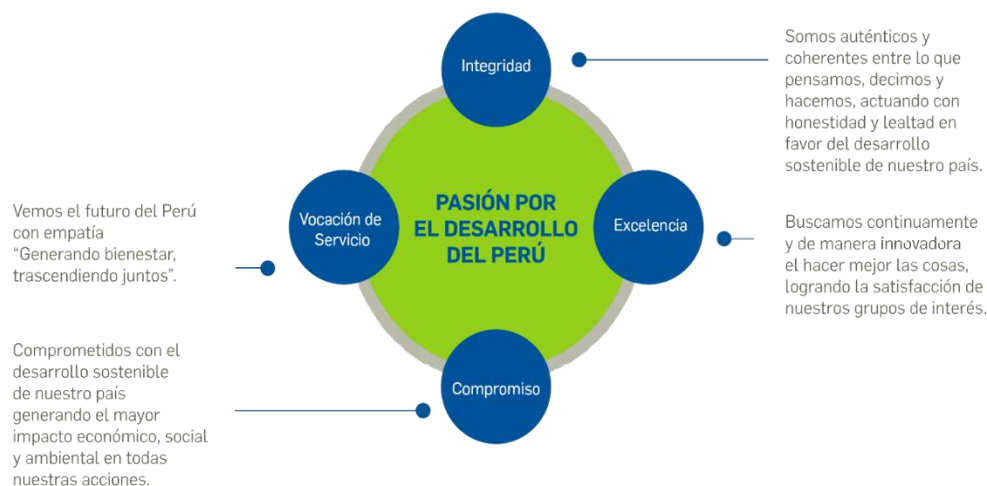 Integridad
Somos auténticos y
coherentes entre lo que
pensamos, decimos y
hacemos, actuando con
honestidad y lealtad en
favor del desarrollo
sostenible de nuestro país.
Vemos el futuro del Perú
con empatía
“Generando bienestar,
trascendiendo juntos”.
Vocación de
Servicio
PASIÓN POR
EL DESARROLLO
DEL PERÚ
Excelencia
Buscamos continuamente
y de manera innovadora
el hacer mejor las cosas,
logrando la satisfacción de
nuestros grupos de interés.
Comprometidos con el
desarrollo sostenible
de nuestro país
generando el mayor
impacto económico, social
y ambiental en todas
nuestras acciones.
Compromiso